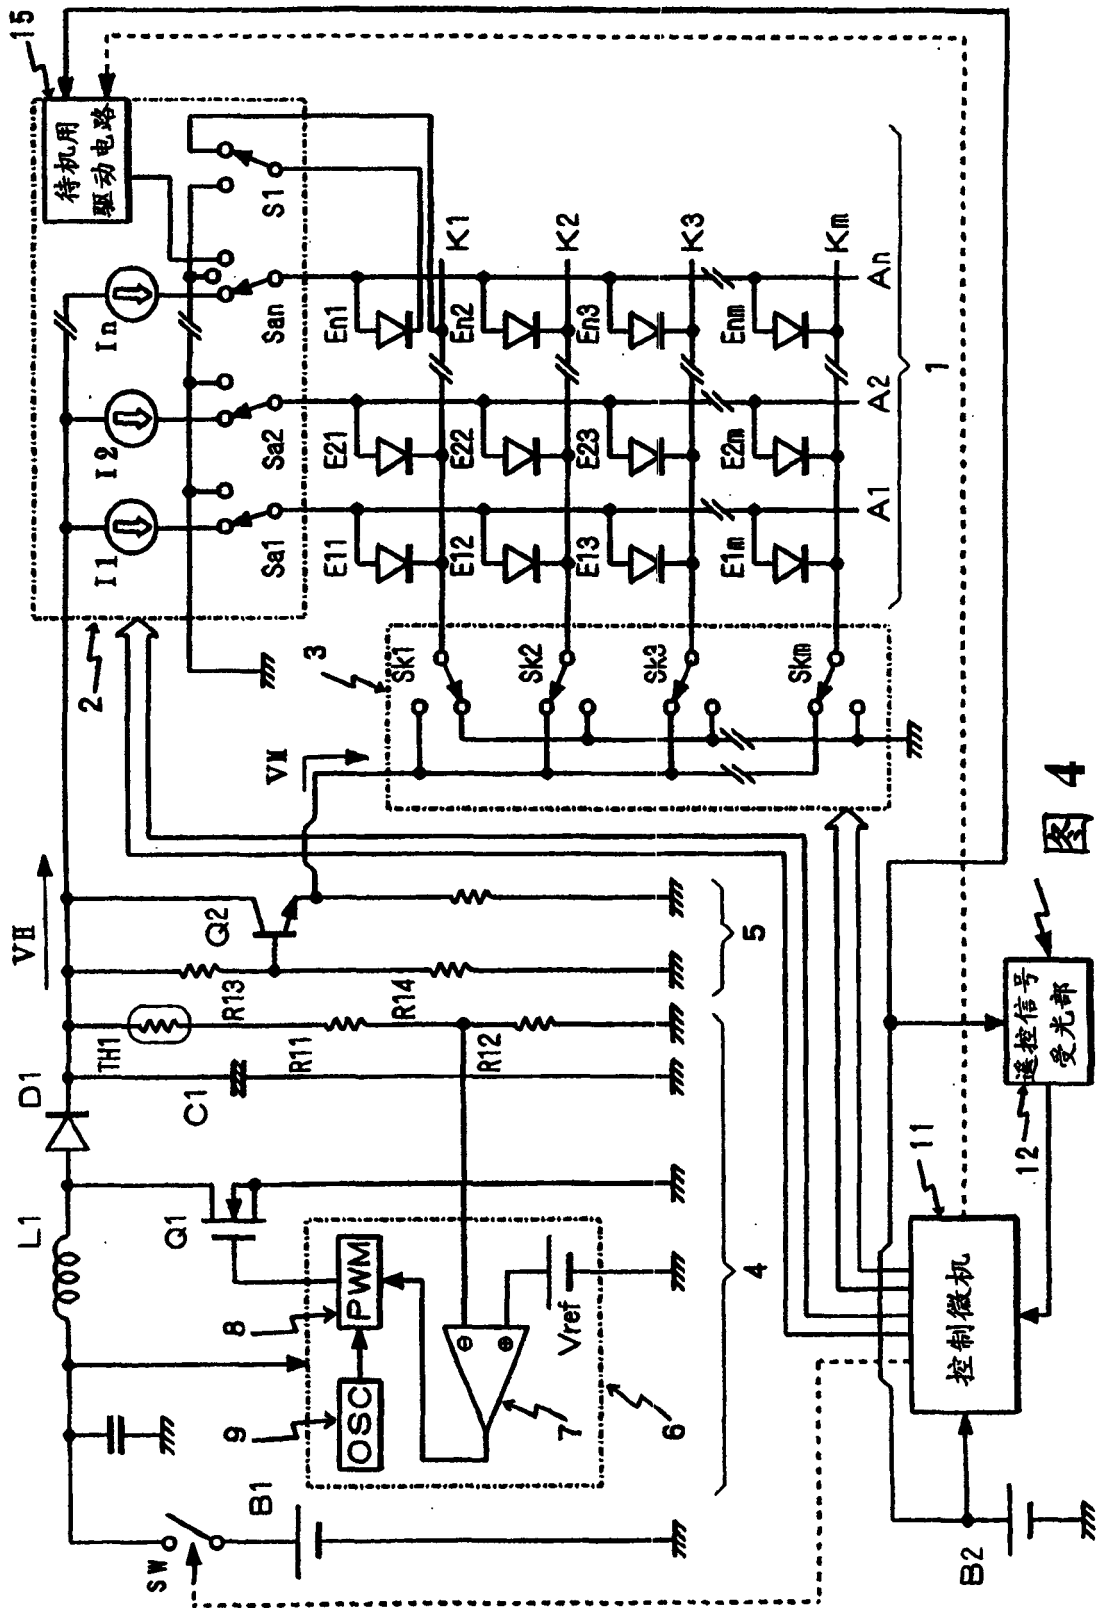 15
待机用
驱动电路
In
I2
I1
San
Sa2
Sa1
S1
2
VH
D1
L1
SW
TH1
C1
R13
R11
R14
R12
Q2
Q1
5
4
8
PWM
9
OSC
7
Vref
6
B1
VM
3
Sk1
Sk2
Sk3
Skm
K1
K2
K3
Km
E11
E21
En1
E12
E22
En2
E13
E23
En3
E1m
E2m
Enm
A1
A2
An
1
11
控制微机
12
遥控信号
受光部
B2
图 4